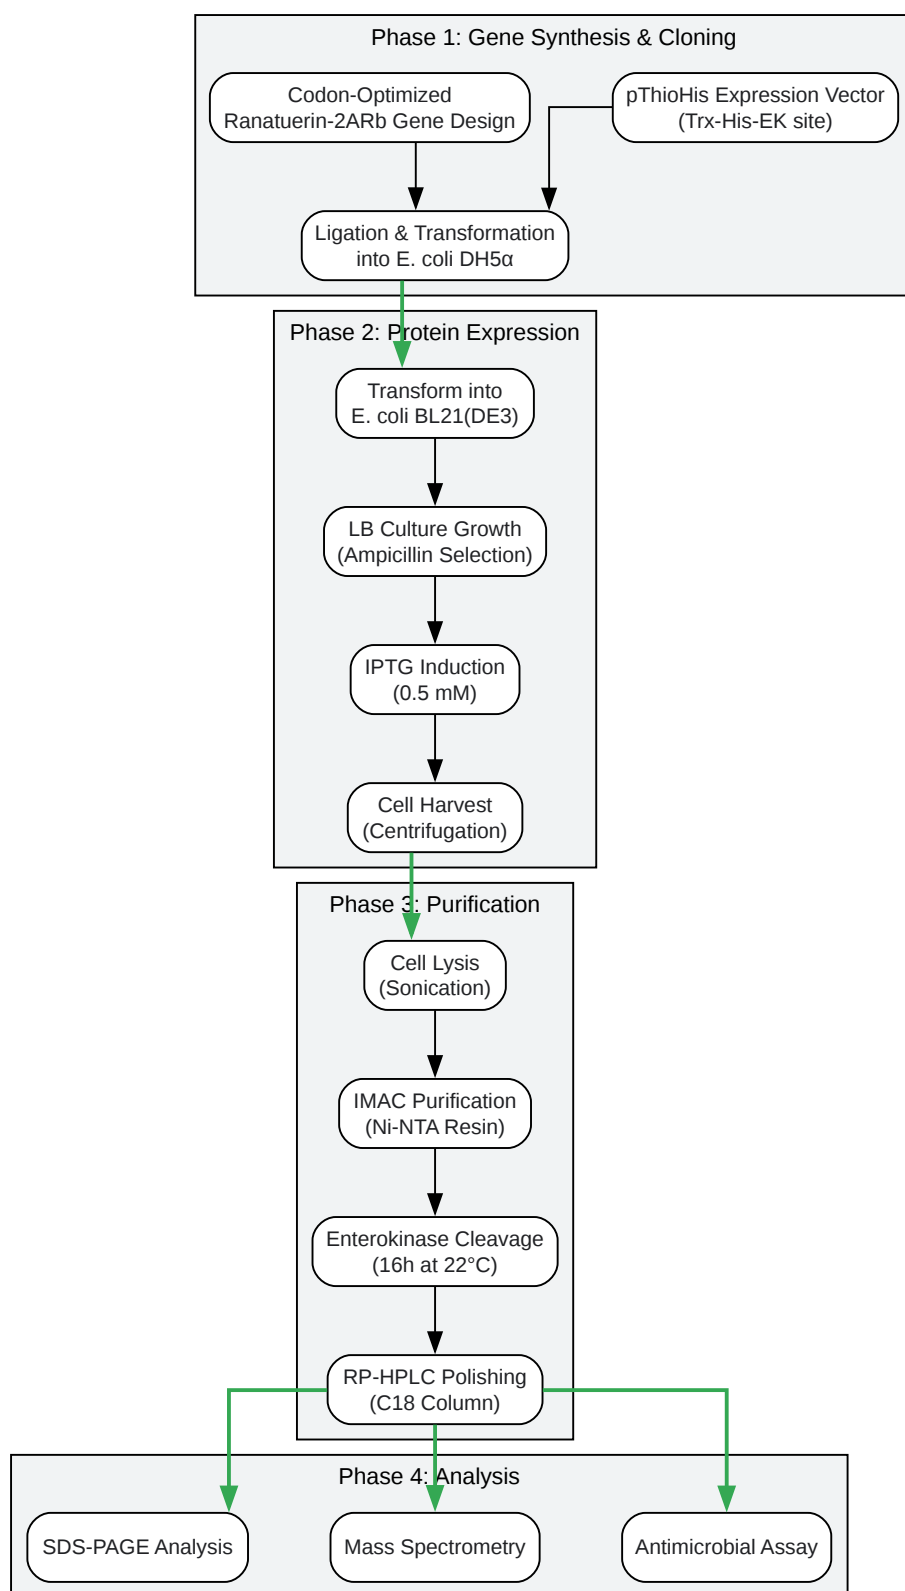 Phase 1: Gene Synthesis & Cloning
Codon-Optimized
Ranatuerin-2ARb Gene Design
pThioHis Expression Vector
(Trx-His-EK site)
Ligation & Transformation
into E. coli DH5α
Phase 2: Protein Expression
Transform into
E. coli BL21(DE3)
LB Culture Growth
(Ampicillin Selection)
IPTG Induction
(0.5 mM)
Cell Harvest
(Centrifugation)
Phase 3: Purification
Cell Lysis
(Sonication)
IMAC Purification
(Ni-NTA Resin)
Enterokinase Cleavage
(16h at 22°C)
RP-HPLC Polishing
(C18 Column)
Phase 4: Analysis
SDS-PAGE Analysis
Mass Spectrometry
Antimicrobial Assay